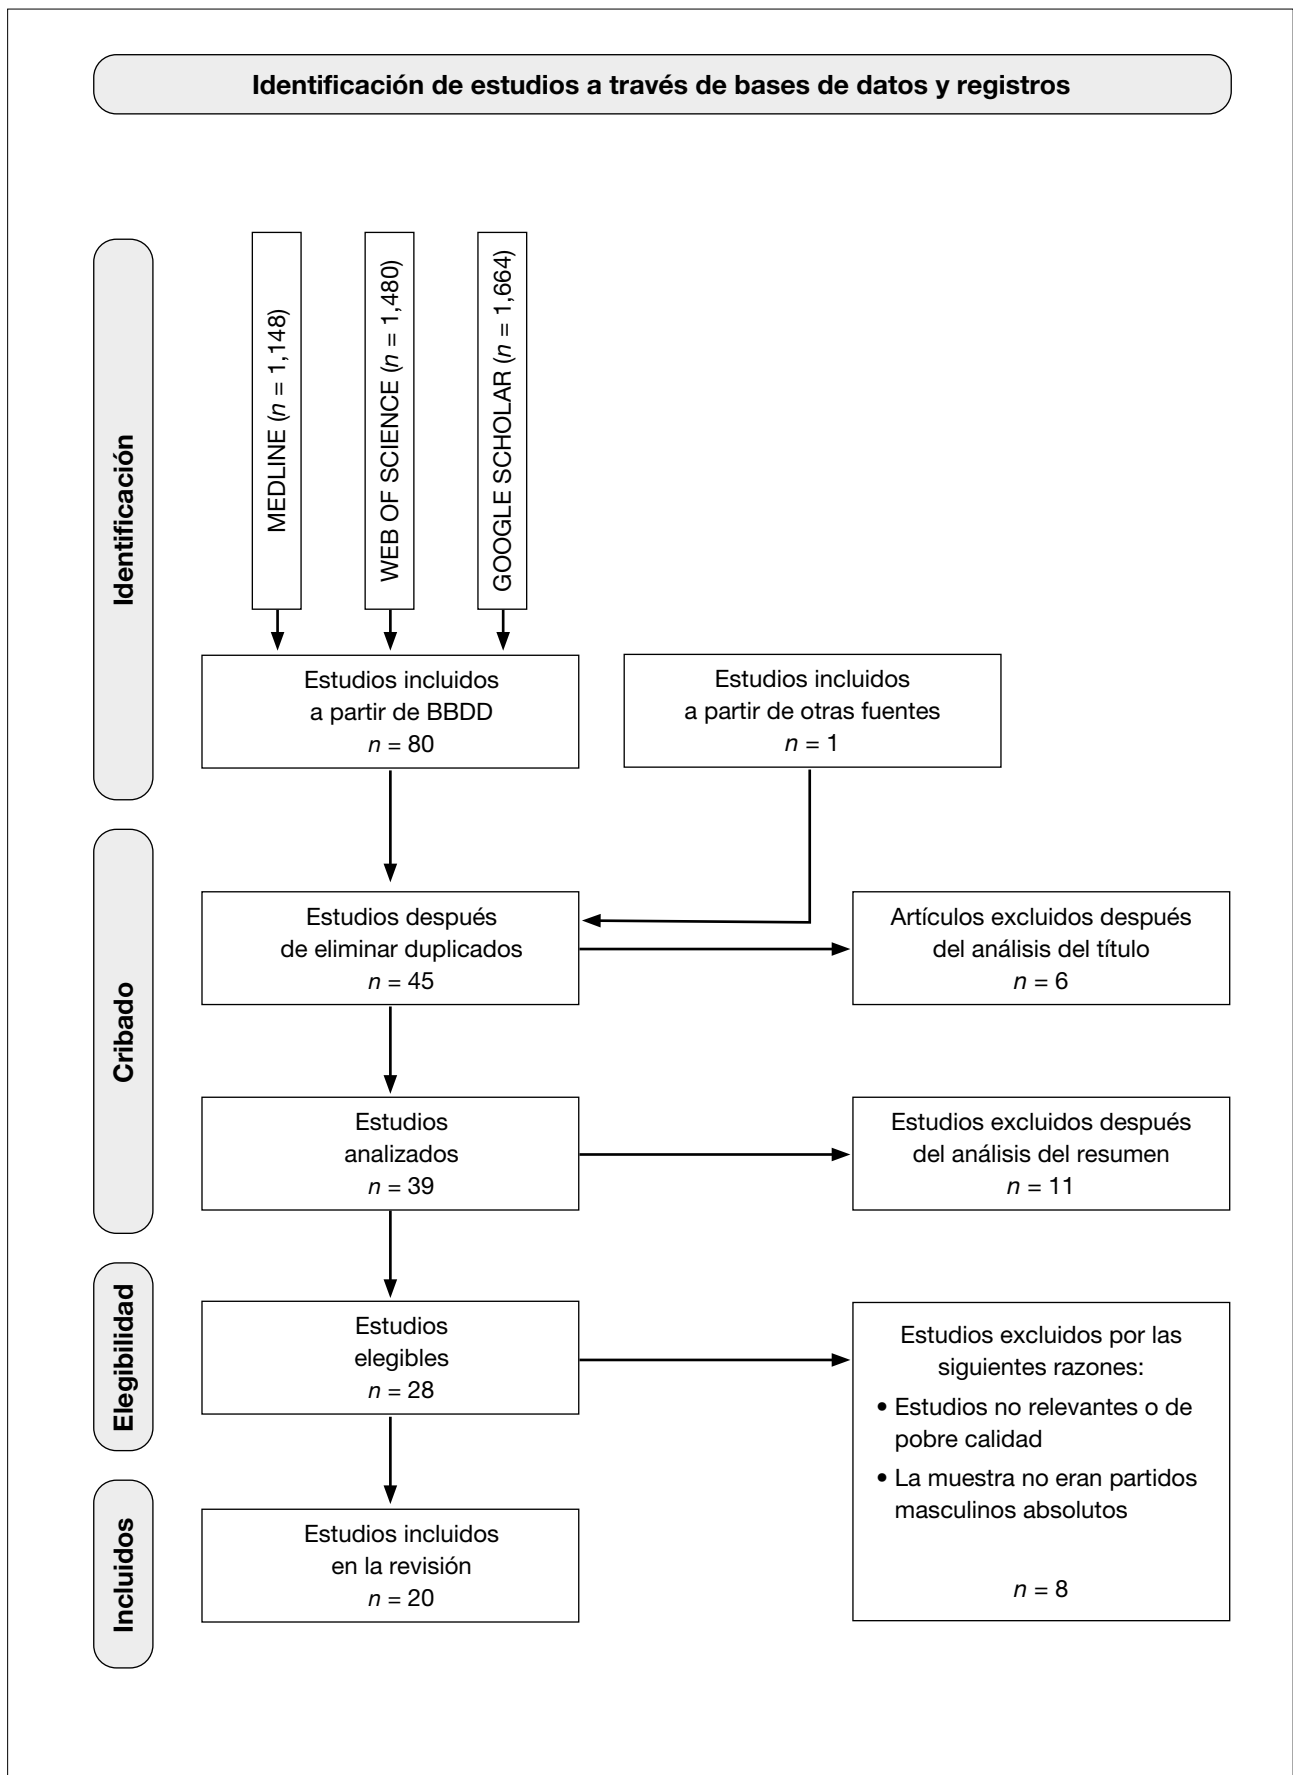 Identificación de estudios a través de bases de datos y registros
Identificación
MEDLINE (n = 1,148)
WEB OF SCIENCE (n = 1,480)
GOOGLE SCHOLAR (n = 1,664)
Estudios incluidos
a partir de BBDD
n = 80
Estudios incluidos
a partir de otras fuentes
n = 1
Cribado
Estudios después
de eliminar duplicados
n = 45
Artículos excluidos después
del análisis del título
n = 6
Estudios
analizados
n = 39
Estudios excluidos después
del análisis del resumen
n = 11
Elegibilidad
Estudios
elegibles
n = 28
Estudios excluidos por las
siguientes razones:
• Estudios no relevantes o de
pobre calidad
• La muestra no eran partidos
masculinos absolutos
n = 8
Incluidos
Estudios incluidos
en la revisión
n = 20